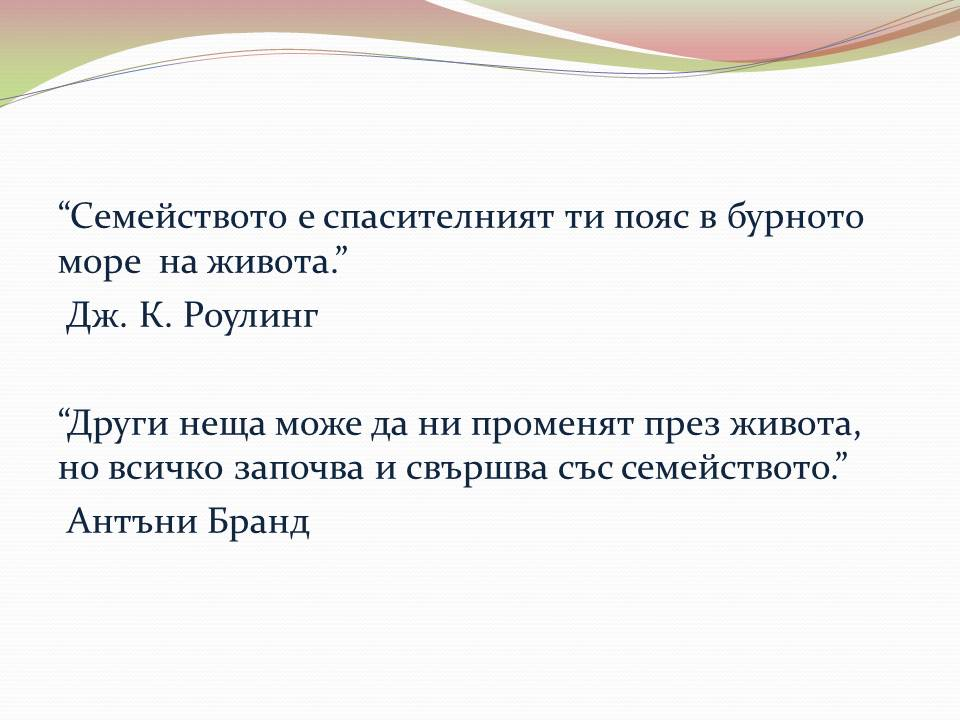 “Семейството е спасителният ти пояс в бурното
море  на живота.”
Дж. К. Роулинг
“Други неща може да ни променят през живота,
но всичко започва и свършва със семейството.”
Антъни Бранд